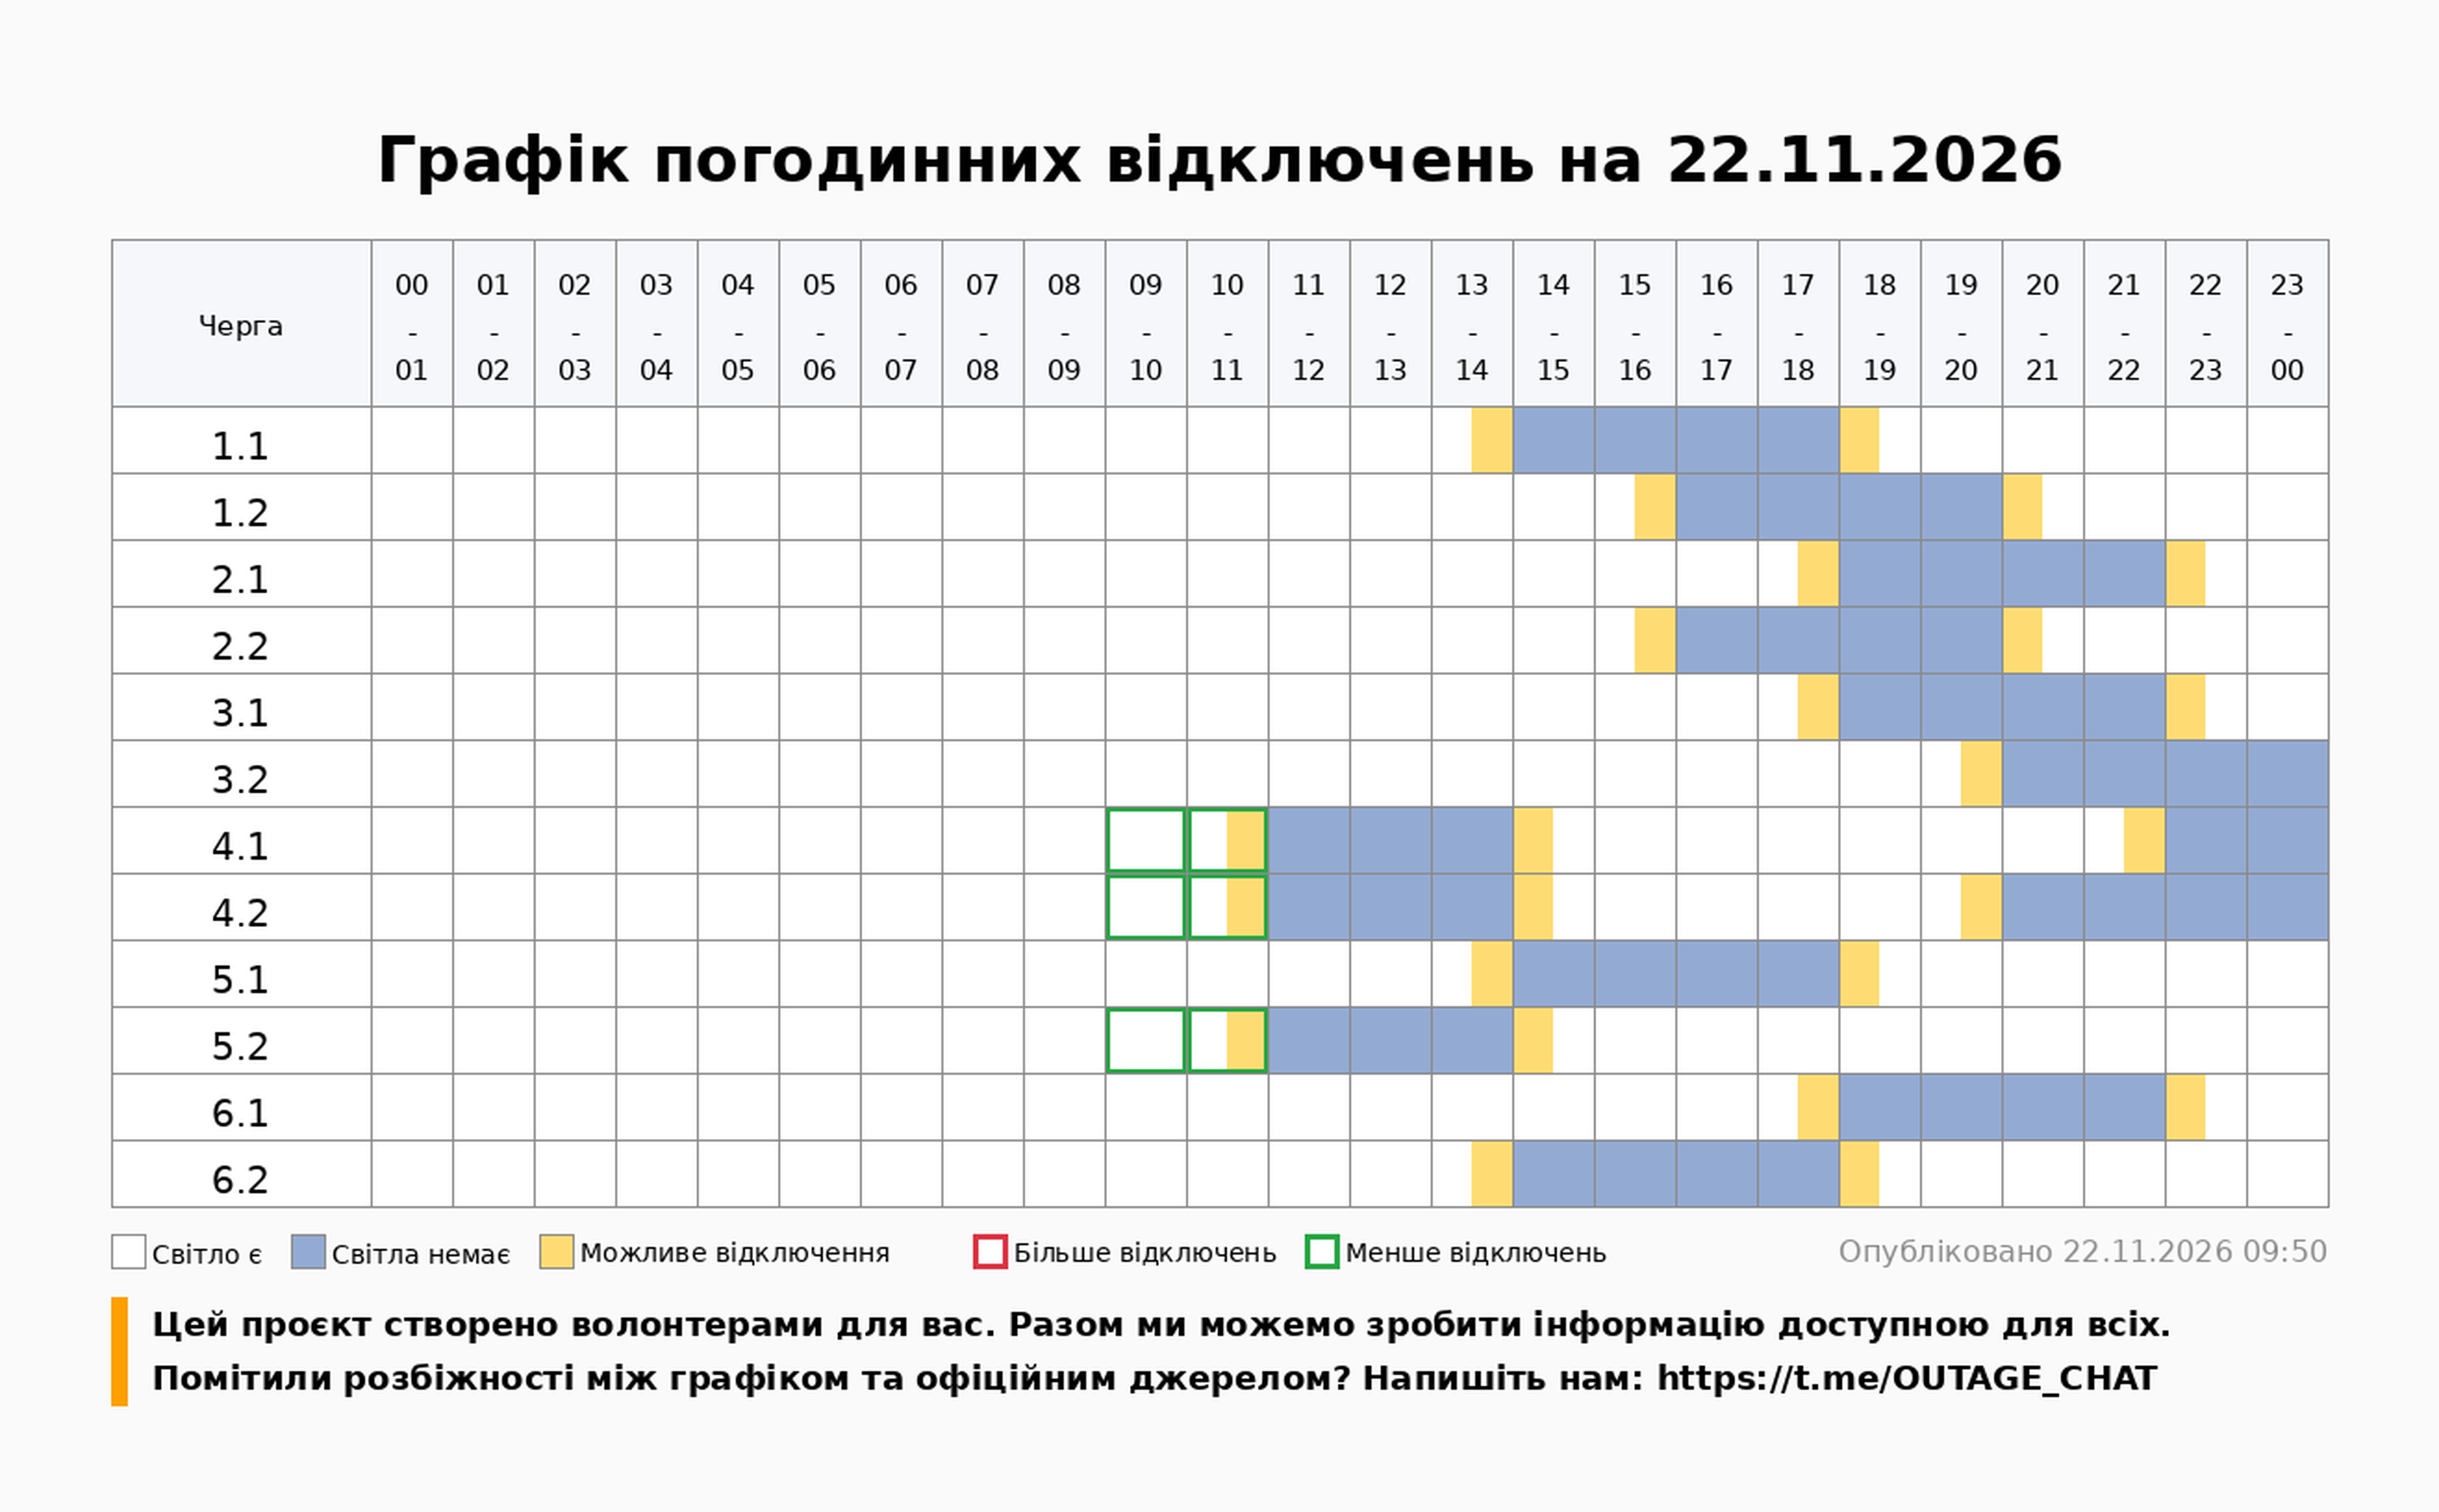 Графік погодинних відключень на 22.11.2026
Черга
00 - 01
01 - 02
02 - 03
03 - 04
04 - 05
05 - 06
06 - 07
07 - 08
08 - 09
09 - 10
10 - 11
11 - 12
12 - 13
13 - 14
14 - 15
15 - 16
16 - 17
17 - 18
18 - 19
19 - 20
20 - 21
21 - 22
22 - 23
23 - 00
1.1
1.2
2.1
2.2
3.1
3.2
4.1
4.2
5.1
5.2
6.1
6.2
Світло є
Світла немає
Можливе відключення
Більше відключень
Менше відключень
Опубліковано 22.11.2026 09:50
Цей проєкт створено волонтерами для вас. Разом ми можемо зробити інформацію доступною для всіх.
Помітили розбіжності між графіком та офіційним джерелом? Напишіть нам: https://t.me/OUTAGE_CHAT